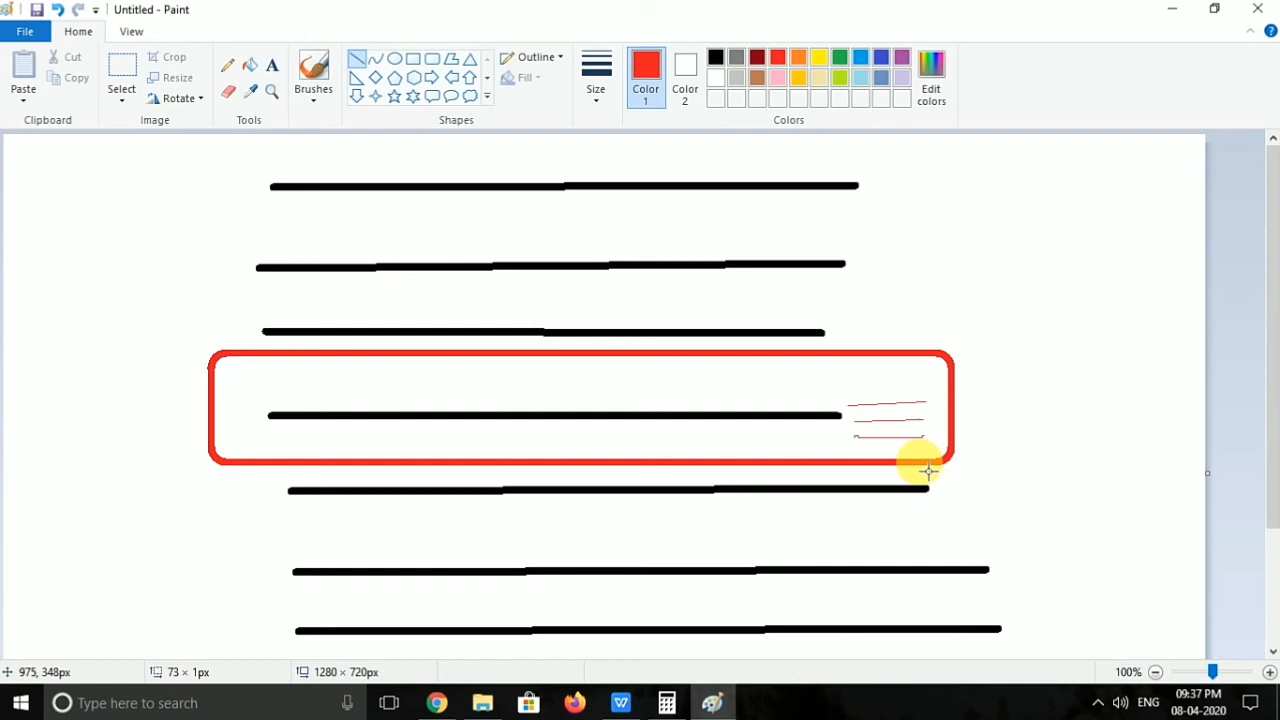 Untitled - Paint
File Home View
Paste
Cut
Copy
Clipboard
Select
Crop
Resize
Rotate
Image
Tools
Brushes
Shapes
Outline
Fill
Size
Color 1
Color 2
Edit colors
Colors
975, 348px 73 × 1px 1280 × 720px 100%
Type here to search
ENG
09:37 PM
08-04-2020